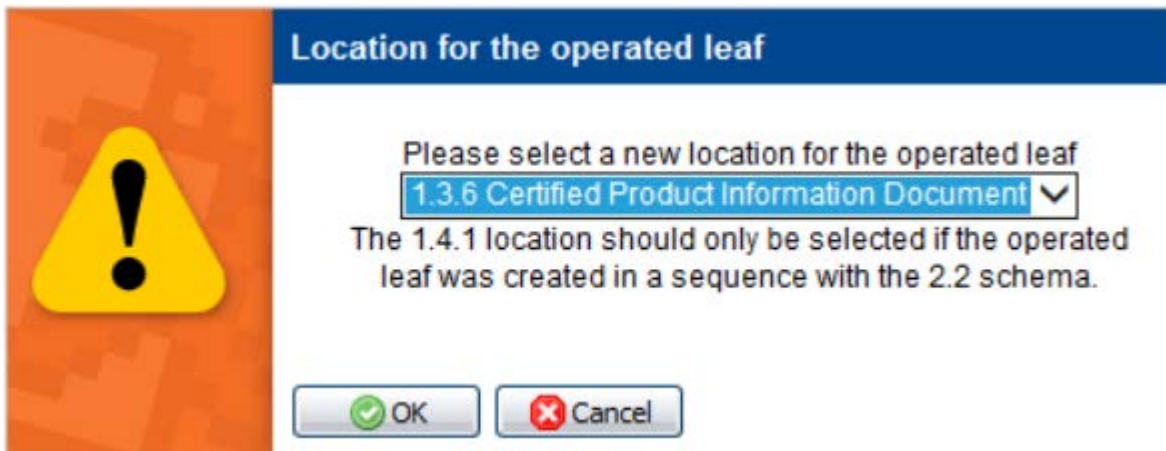 Location for the operated leaf
Please select a new location for the operated leaf
1.3.6 Certified Product Information Document
The 1.4.1 location should only be selected if the operated
leaf was created in a sequence with the 2.2 schema.
OK
Cancel